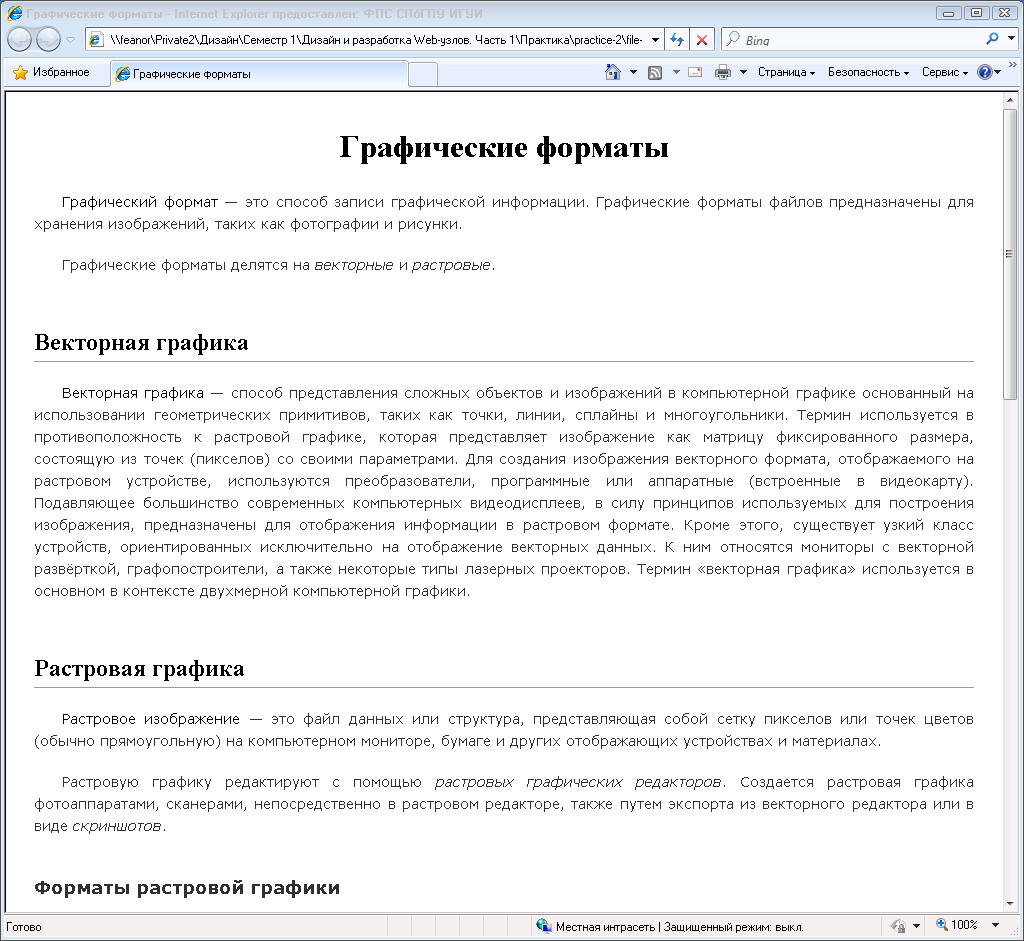 Графические форматы - Internet Explorer предоставлен: ФПС СПбГПУ ИГУИ
\\feanor\Private2\Дизайн\Семестр 1\Дизайн и разработка Web-узлов. Часть 1\Практика\practice-2\file-
Bing
Избранное
Графические форматы
Страница
Безопасность
Сервис
Графические форматы
Графический формат — это способ записи графической информации. Графические форматы файлов предназначены для
хранения изображений, таких как фотографии и рисунки.
Графические форматы делятся на векторные и растровые.
Векторная графика
Векторная графика — способ представления сложных объектов и изображений в компьютерной графике основанный на
использовании геометрических примитивов, таких как точки, линии, сплайны и многоугольники. Термин используется в
противоположность к растровой графике, которая представляет изображение как матрицу фиксированного размера,
состоящую из точек (пикселов) со своими параметрами. Для создания изображения векторного формата, отображаемого на
растровом устройстве, используются преобразователи, программные или аппаратные (встроенные в видеокарту).
Подавляющее большинство современных компьютерных видеодисплеев, в силу принципов используемых для построения
изображения, предназначены для отображения информации в растровом формате. Кроме этого, существует узкий класс
устройств, ориентированных исключительно на отображение векторных данных. К ним относятся мониторы с векторной
развёрткой, графопостроители, а также некоторые типы лазерных проекторов. Термин «векторная графика» используется в
основном в контексте двухмерной компьютерной графики.
Растровая графика
Растровое изображение — это файл данных или структура, представляющая собой сетку пикселов или точек цветов
(обычно прямоугольную) на компьютерном мониторе, бумаге и других отображающих устройствах и материалах.
Растровую графику редактируют с помощью растровых графических редакторов. Создается растровая графика
фотоаппаратами, сканерами, непосредственно в растровом редакторе, также путем экспорта из векторного редактора или в
виде скриншотов.
Форматы растровой графики
Готово
Местная интрасеть | Защищенный режим: выкл.
100%